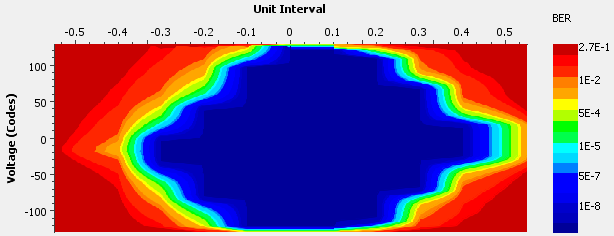 Unit Interval
BER
-0.5 -0.4 -0.3 -0.2 -0.1 0 0.1 0.2 0.3 0.4 0.5
Voltage (Codes)
100
50
0
-50
-100
2.7E-1
1E-2
5E-4
1E-5
5E-7
1E-8